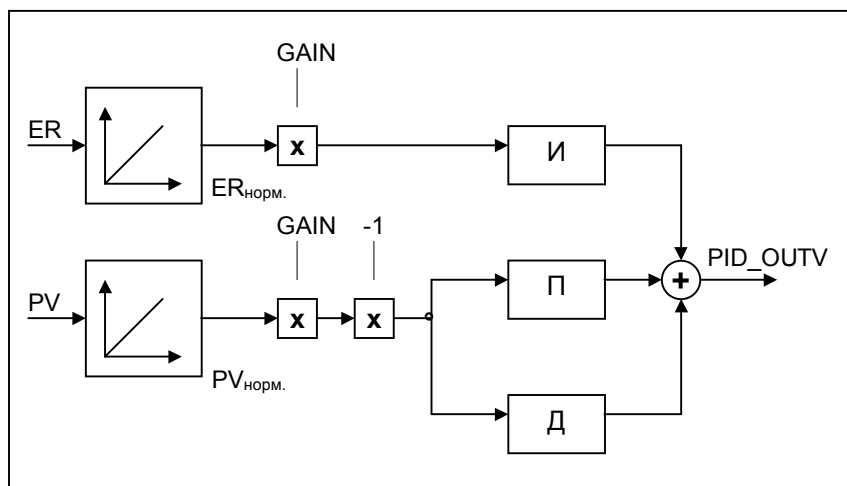 GAIN
ER
x
И
ERнорм.
GAIN -1
PID_OUTV
+
П
PV
x x
PVнорм.
Д